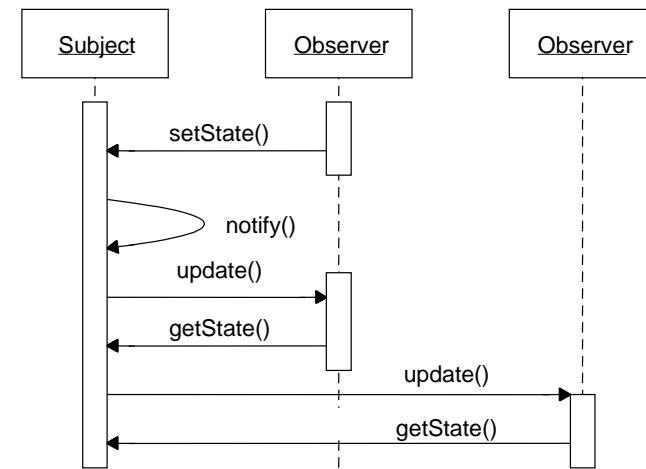 Subject
Observer
Observer
setState()
notify()
update()
getState()
update()
getState()